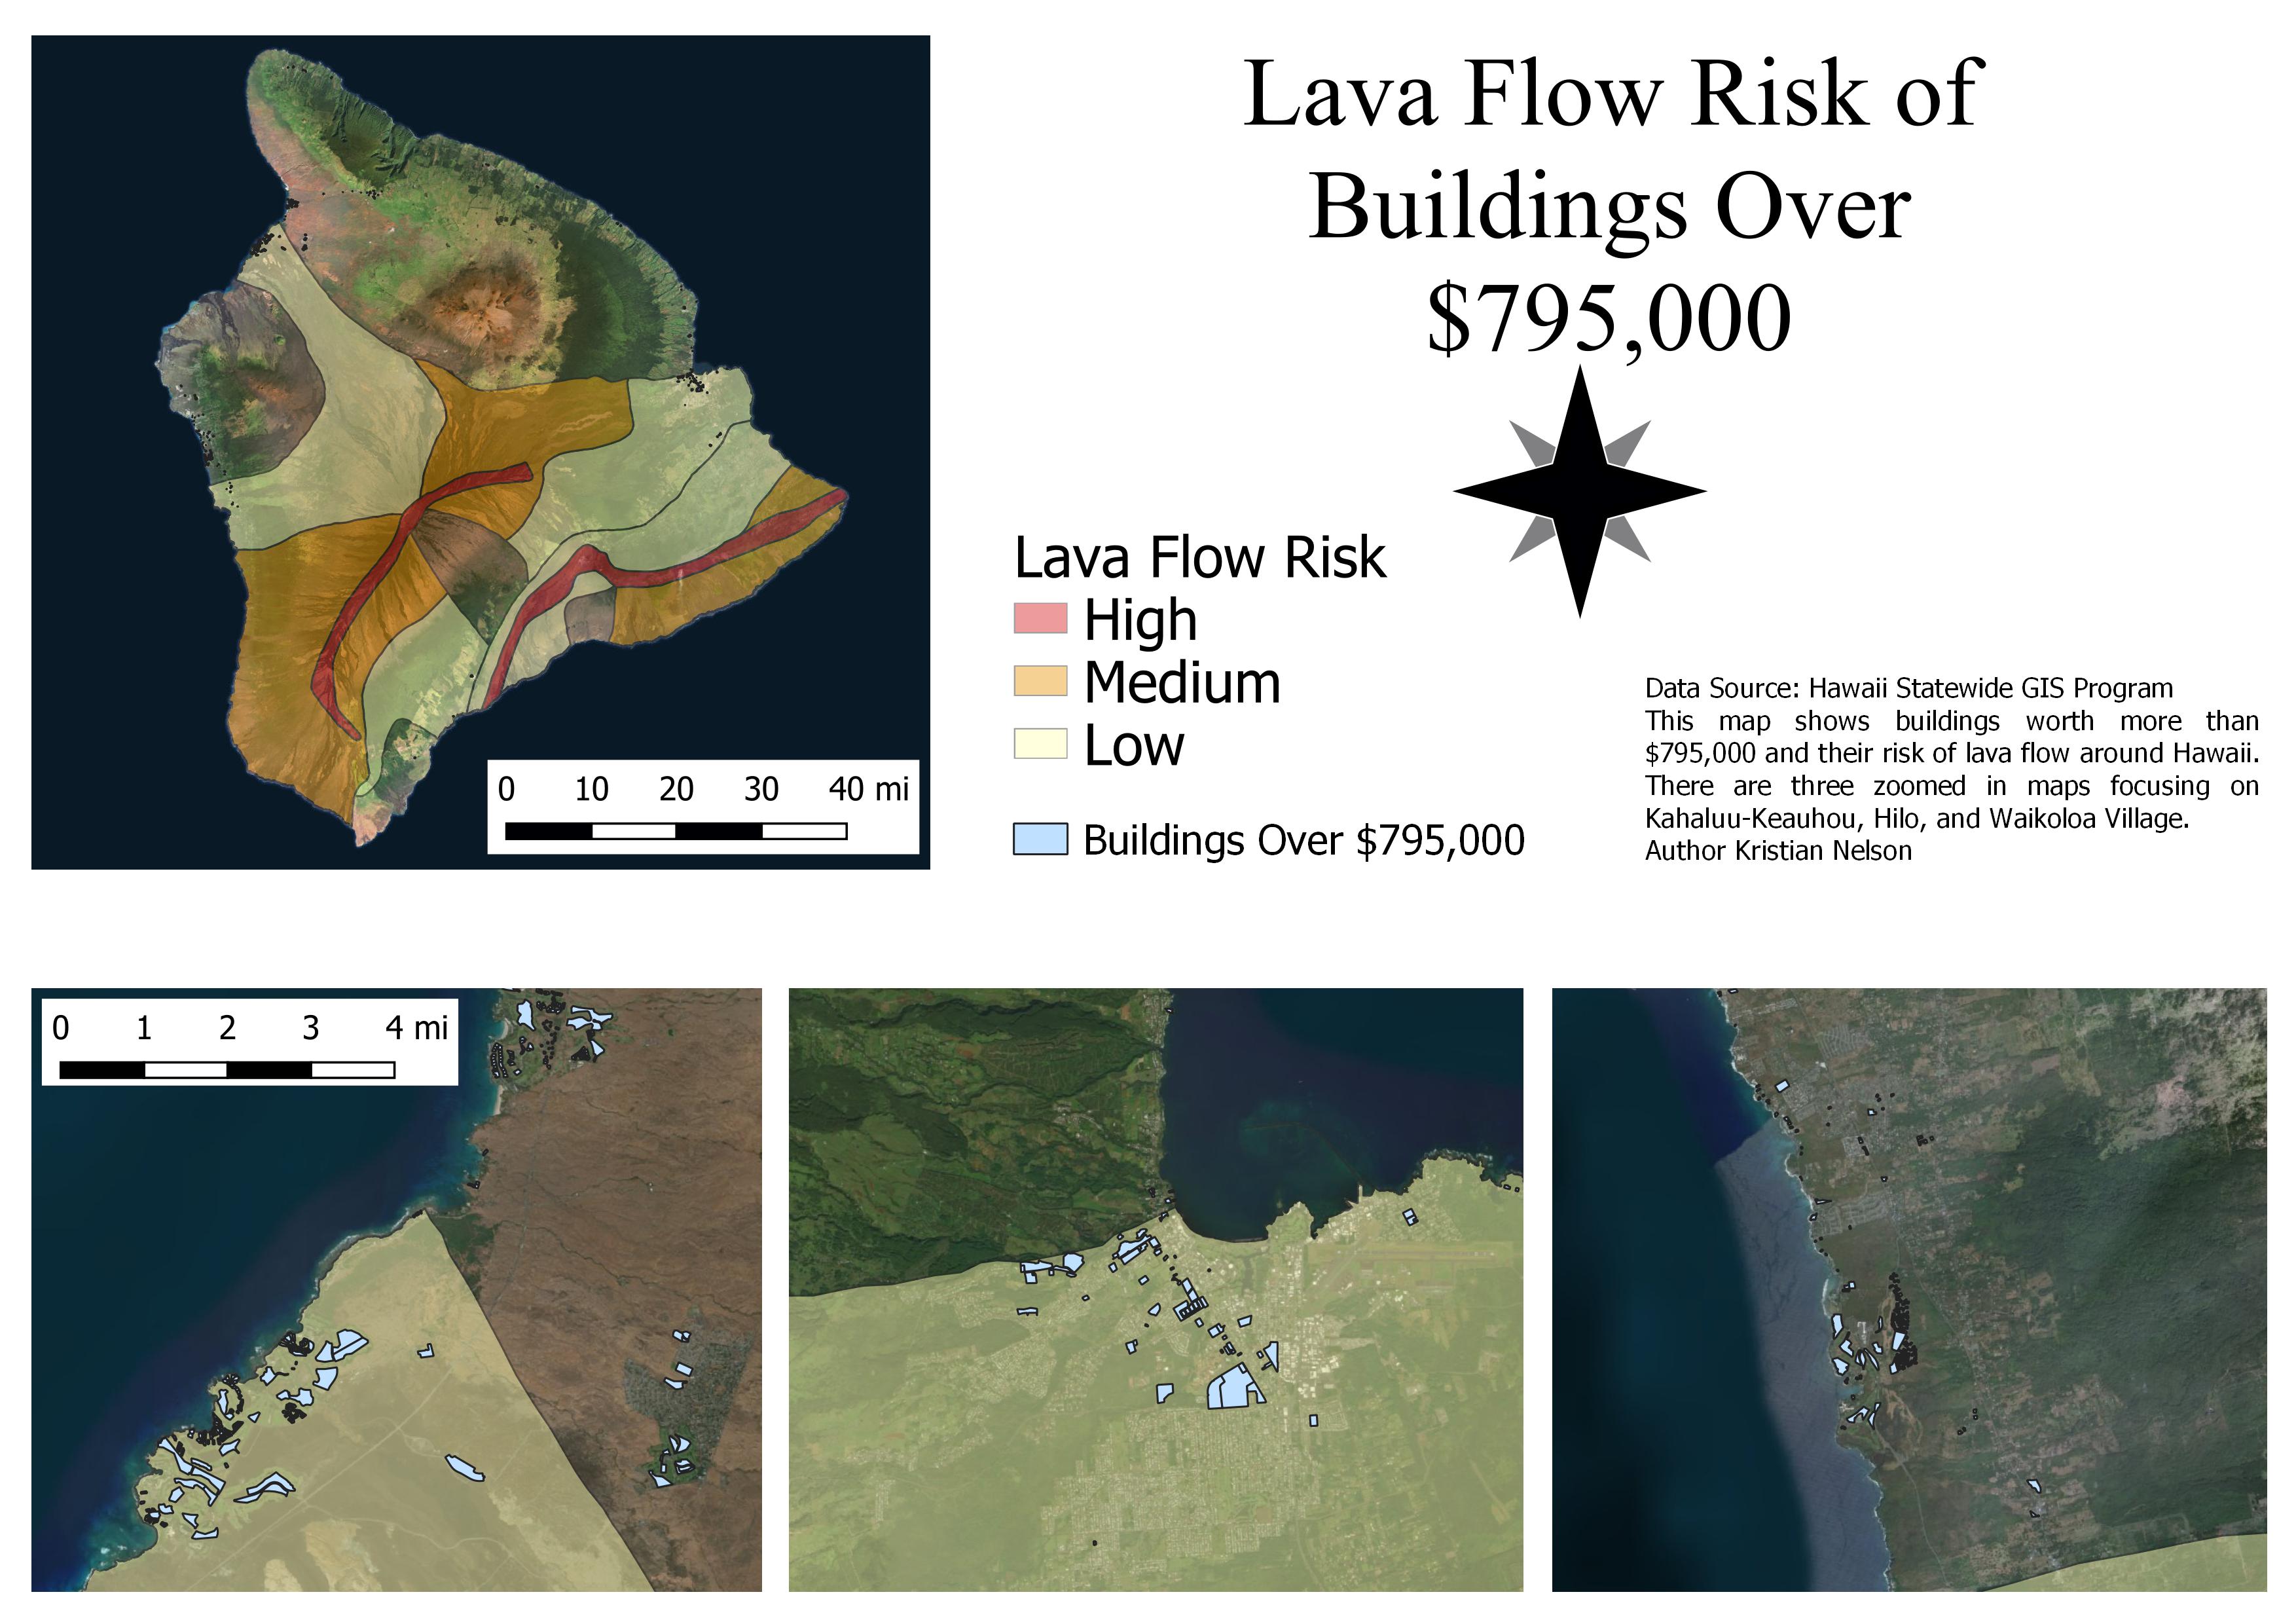 Lava Flow Risk of
Buildings Over
$795,000
0 10 20 30 40 mi
Lava Flow Risk
High
Medium
Low
Buildings Over $795,000
Data Source: Hawaii Statewide GIS Program
This map shows buildings worth more than
$795,000 and their risk of lava flow around Hawaii.
There are three zoomed in maps focusing on
Kahaluu-Keauhou, Hilo, and Waikoloa Village.
Author Kristian Nelson
0 1 2 3 4 mi